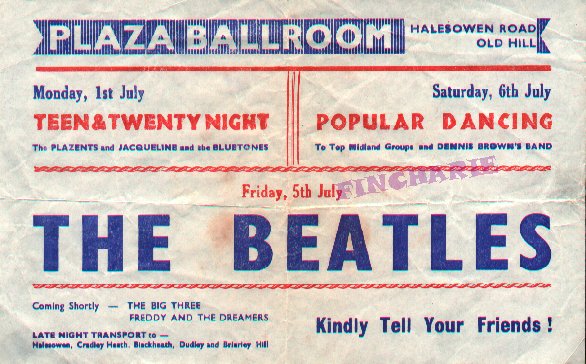 PLAZA BALLROOM
HALESOWEN ROAD
OLD HILL
Monday, 1st July
TEEN & TWENTY NIGHT
The PLAZENTS and JACQUELINE and the BLUETONES
Saturday, 6th July
POPULAR DANCING
To Top Midland Groups and DENNIS BROWN'S BAND
Friday, 5th July
FINCHARIE
THE BEATLES
Coming Shortly — THE BIG THREE
FREDDY AND THE DREAMERS
LATE NIGHT TRANSPORT to —
Halesowen, Cradley Heath, Blackheath, Dudley and Brierley Hill
Kindly Tell Your Friends !